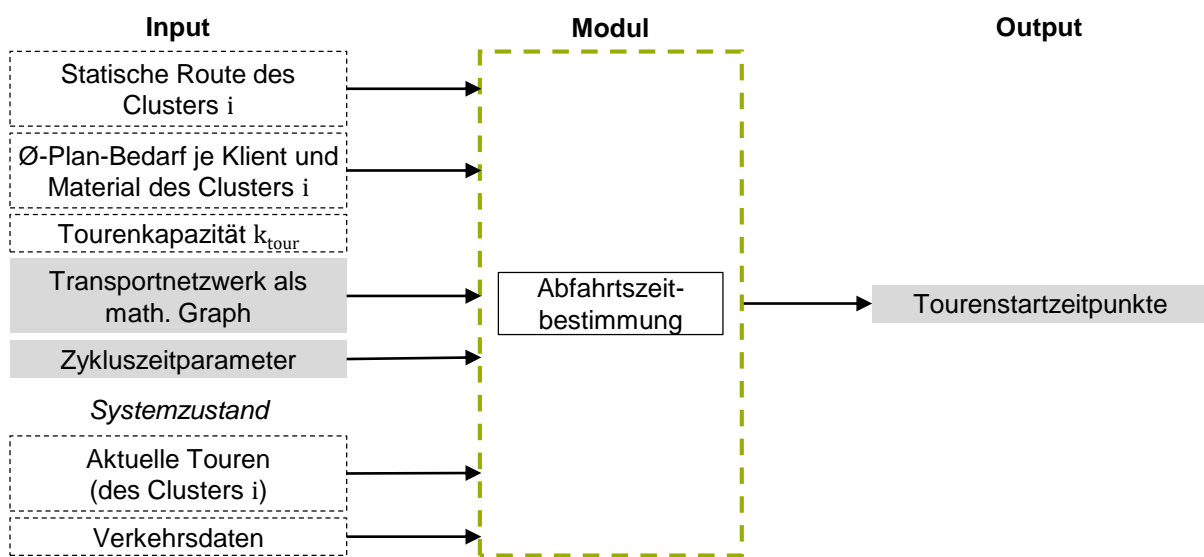 Input
Modul
Output
Statische Route des
Clusters i
Ø-Plan-Bedarf je Klient und
Material des Clusters i
Tourenkapazität k_tour
Transportnetzwerk als
math. Graph
Zykluszeitparameter
Systemzustand
Aktuelle Touren
(des Clusters i)
Verkehrsdaten
Abfahrtszeit-
bestimmung
Tourenstartzeitpunkte